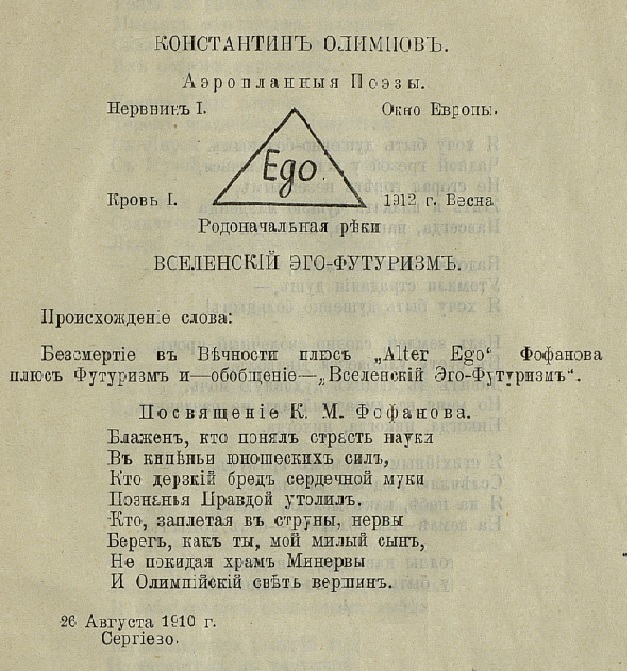 КОНСТАНТИНЪ ОЛИМПОВЪ.
Аэропланныя Поэзы.
Нервникъ I. Окно Европы.
Ego
Кровь I. 1912 г. Весна
Родоначальная рѣки
ВСЕЛЕНСКІЙ ЭГО-ФУТУРИЗМЪ.
Происхожденіе слова:
Безсмертіе въ Вѣчности плюсъ „Alter Ego“ Фофанова
плюсъ Футуризмъ и—обобщеніе—„Вселенскій Эго-Футуризмъ“.
Посвященіе К. М. Фофанова.
Блаженъ, кто понялъ страсть науки
Въ кипѣньи юношескихъ силъ,
Кто дерзкій бредъ сердечной муки
Познанья Правдой утолилъ.
Кто, заплетая въ струны, нервы
Берегъ, какъ ты, мой милый сынъ,
Не покидая храмъ Минервы
И Олимпійскій свѣтъ вершинъ.
26 Августа 1910 г.
Сергіево.